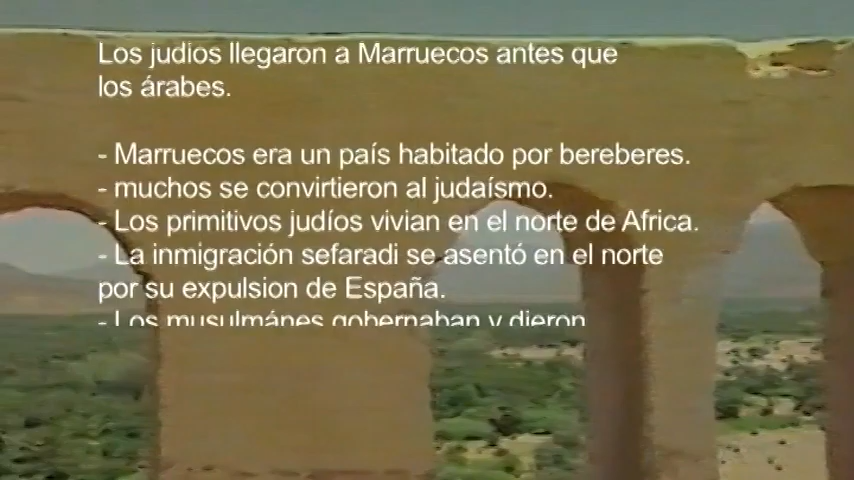 Los judios llegaron a Marruecos antes que
los árabes.
- Marruecos era un país habitado por bereberes.
- muchos se convirtieron al judaísmo.
- Los primitivos judíos vivian en el norte de Africa.
- La inmigración sefaradi se asentó en el norte
por su expulsion de España.
- Los musulmánes gobernaban y dieron